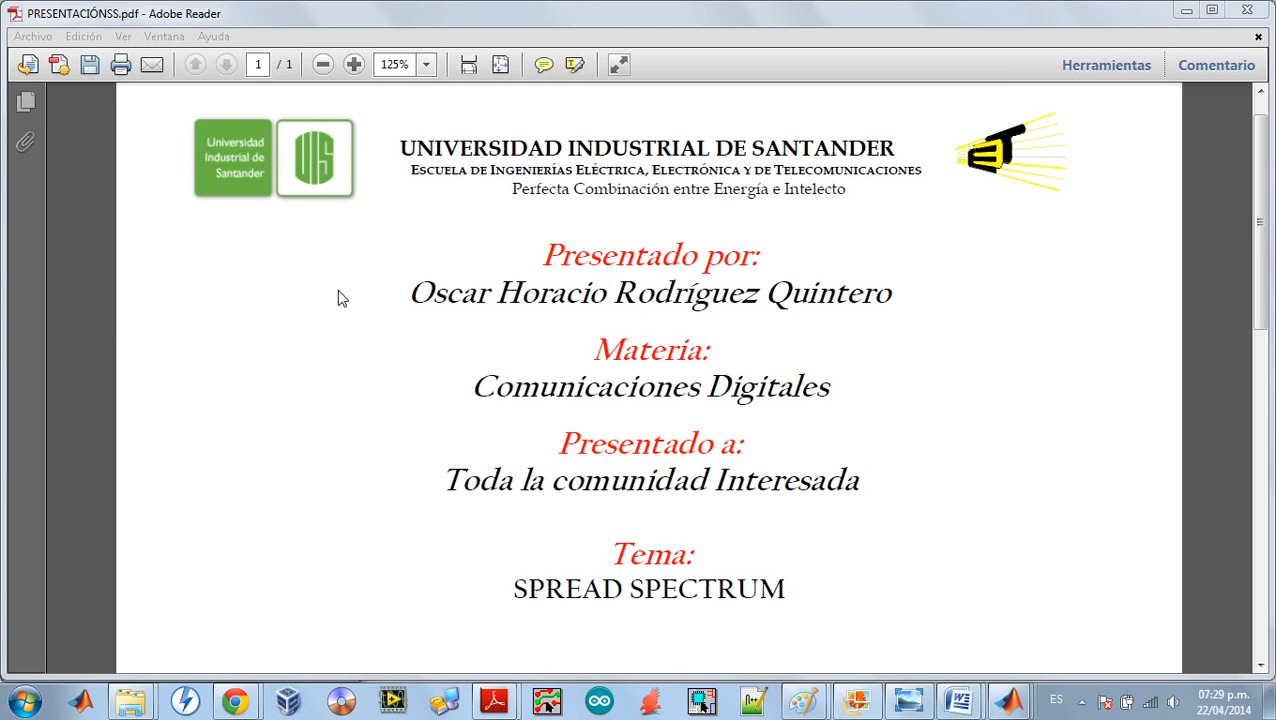 PRESENTACIÓNSS.pdf - Adobe Reader
Archivo Edición Ver Ventana Ayuda
1 / 1 125% Herramientas Comentario
Universidad
Industrial de
Santander
UIS
UNIVERSIDAD INDUSTRIAL DE SANTANDER
ESCUELA DE INGENIERÍAS ELÉCTRICA, ELECTRÓNICA Y DE TELECOMUNICACIONES
Perfecta Combinación entre Energía e Intelecto
Presentado por:
Oscar Horacio Rodríguez Quintero
Materia:
Comunicaciones Digitales
Presentado a:
Toda la comunidad Interesada
Tema:
SPREAD SPECTRUM
ES
07:29 p.m.
22/04/2014